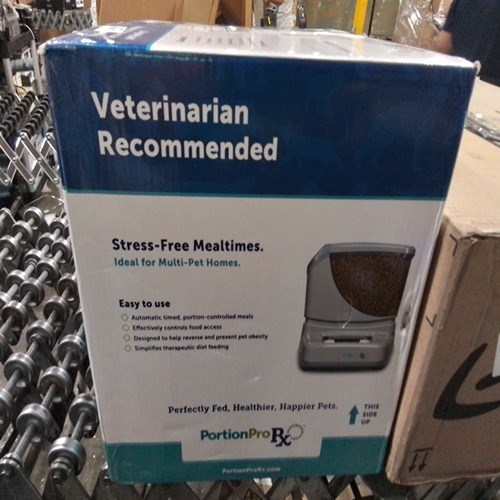 Veterinarian
Recommended
Stress-Free Mealtimes.
Ideal for Multi-Pet Homes.
Easy to use
Automatic timed, portion-controlled meals
Effectively controls food access
Designed to help reverse and prevent pet obesity
Simplifies therapeutic diet feeding
Perfectly Fed, Healthier, Happier Pets.
THIS
SIDE
UP
PortionProRx
PortionProRx.com